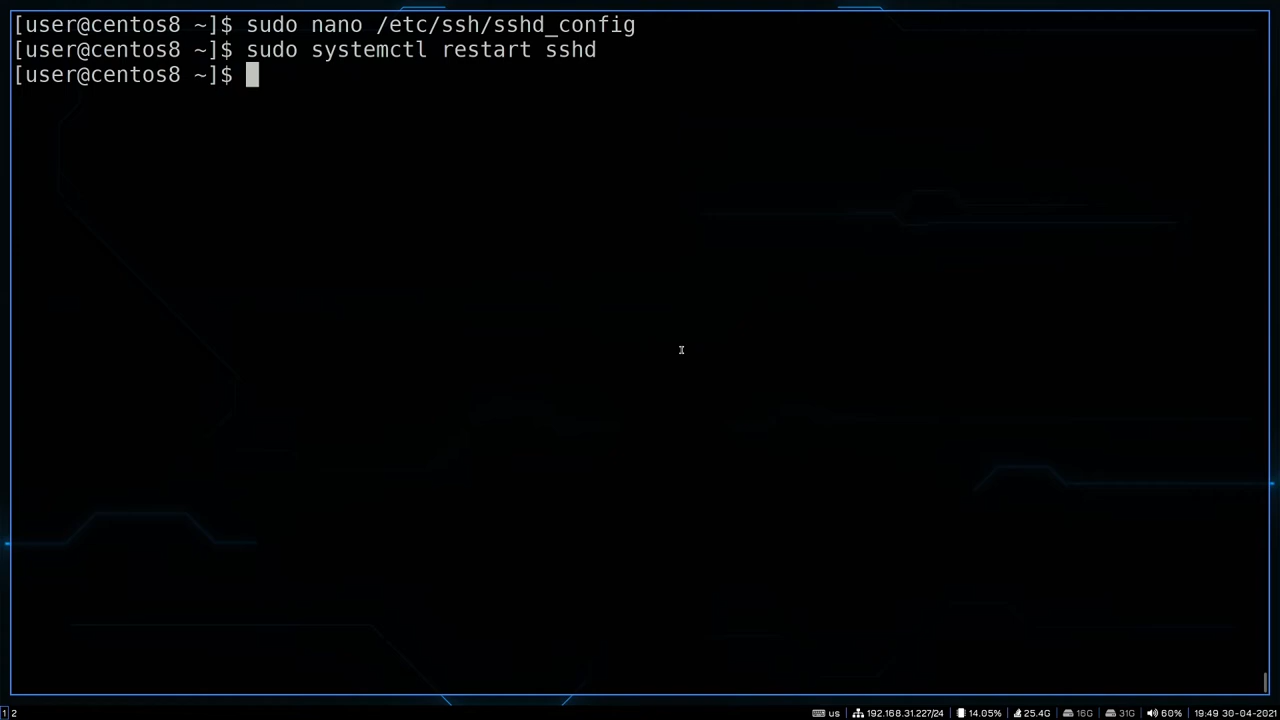 [user@centos8 ~]$ sudo nano /etc/ssh/sshd_config
[user@centos8 ~]$ sudo systemctl restart sshd
[user@centos8 ~]$
1 2 us 192.168.31.227/24 14.05% 25.4G 16G 31G 60% 19:49 30-04-2021